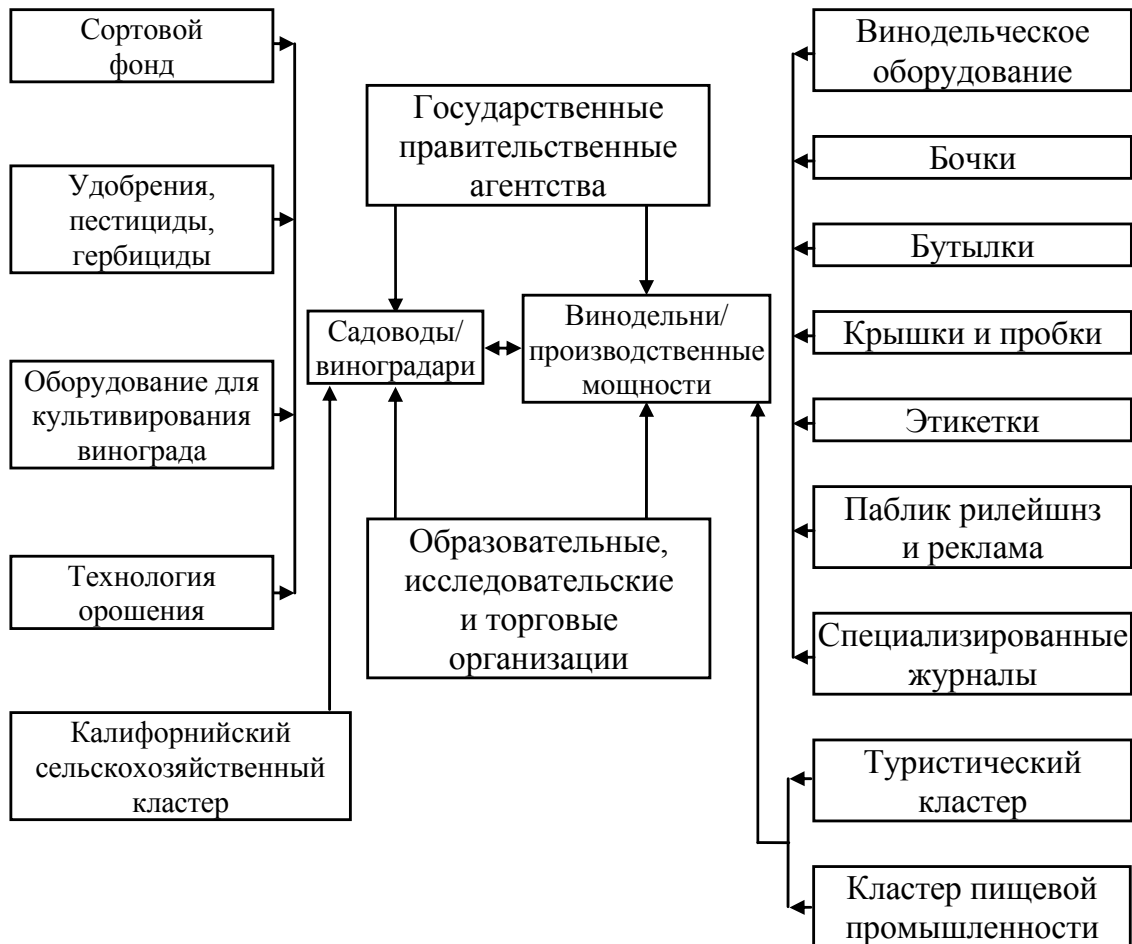 Сортовой
фонд
Удобрения,
пестициды,
гербициды
Оборудование для
культивирования
винограда
Технология
орошения
Калифорнийский
сельскохозяйственный
кластер
Государственные
правительственные
агентства
Садоводы/
виноградари
Винодельни/
производственные
мощности
Образовательные,
исследовательские
и торговые
организации
Винодельческое
оборудование
Бочки
Бутылки
Крышки и пробки
Этикетки
Паблик рилейшнз
и реклама
Специализированные
журналы
Туристический
кластер
Кластер пищевой
промышленности